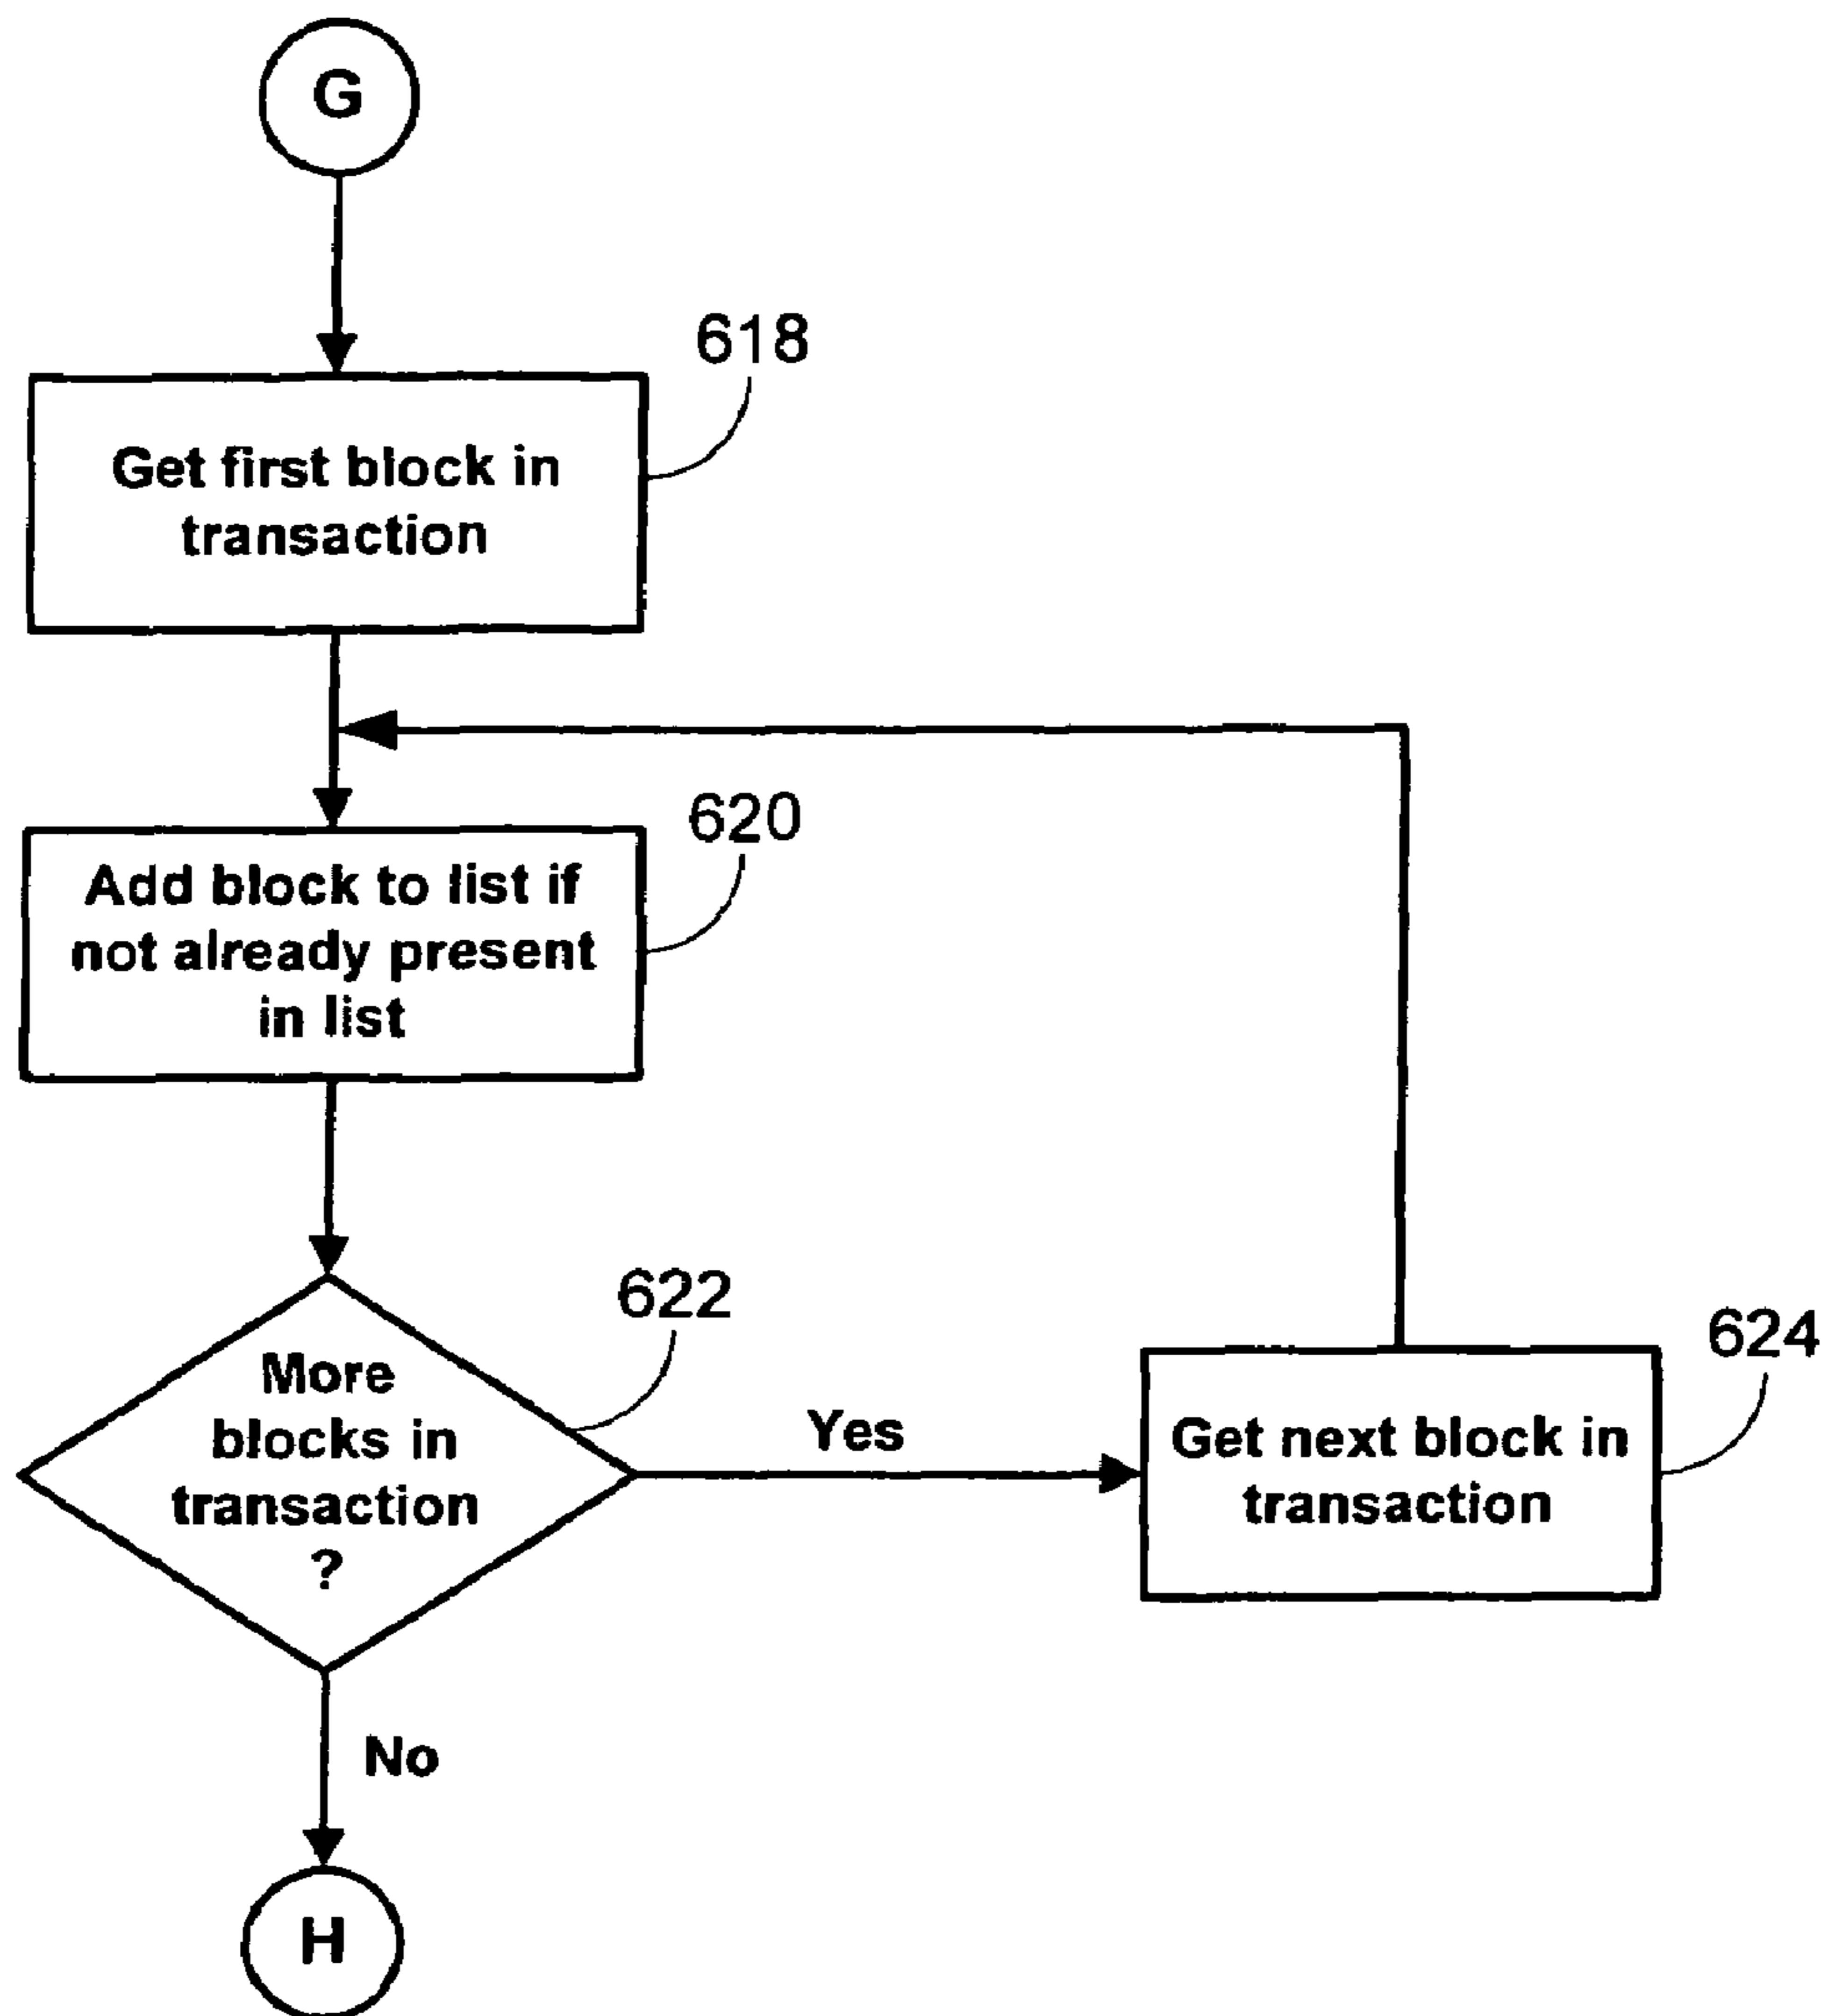 G
618
Get first block in
transaction
620
Add block to list if
not already present
in list
622
More
blocks in
transaction
?
Yes
624
Get next block in
transaction
No
H